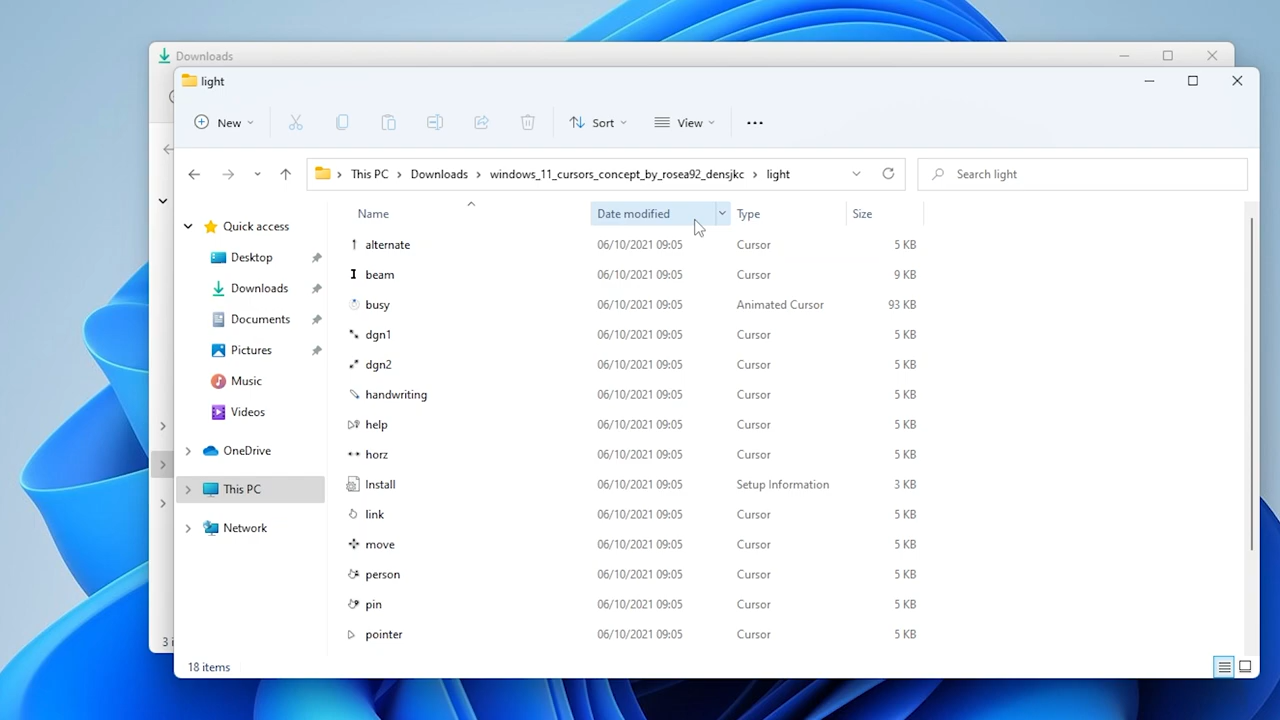 Downloads
light
New
Sort
View
This PC > Downloads > windows_11_cursors_concept_by_rosea92_densjkc > light
Search light
Name Date modified Type Size
Quick access
Desktop
Downloads
Documents
Pictures
Music
Videos
OneDrive
This PC
Network
alternate 06/10/2021 09:05 Cursor 5 KB
beam 06/10/2021 09:05 Cursor 9 KB
busy 06/10/2021 09:05 Animated Cursor 93 KB
dgn1 06/10/2021 09:05 Cursor 5 KB
dgn2 06/10/2021 09:05 Cursor 5 KB
handwriting 06/10/2021 09:05 Cursor 5 KB
help 06/10/2021 09:05 Cursor 5 KB
horz 06/10/2021 09:05 Cursor 5 KB
Install 06/10/2021 09:05 Setup Information 3 KB
link 06/10/2021 09:05 Cursor 5 KB
move 06/10/2021 09:05 Cursor 5 KB
person 06/10/2021 09:05 Cursor 5 KB
pin 06/10/2021 09:05 Cursor 5 KB
pointer 06/10/2021 09:05 Cursor 5 KB
3 i
18 items